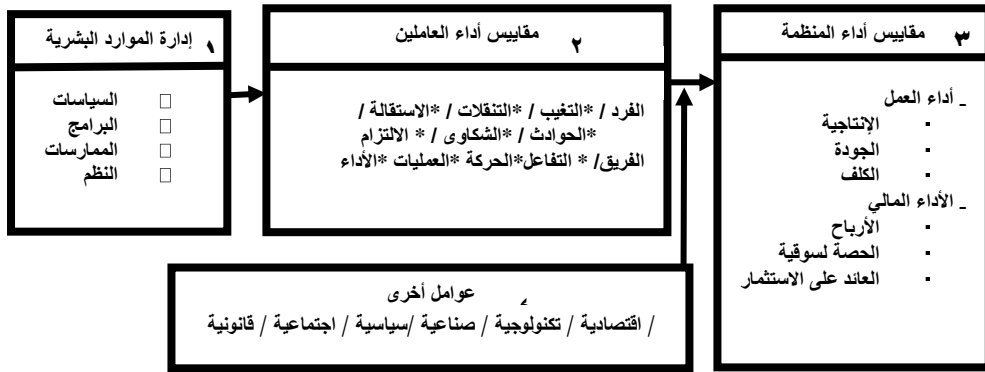 ١ إدارة الموارد البشرية
السياسات
البرامج
الممارسات
النظم
٢ مقاييس أداء العاملين
الفرد / *التغيب / *التنقلات / *الاستقالة /
*الحوادث / *الشكاوى / * الالتزام
الفريق/ * التفاعل*الحركة *العمليات *الأداء
٣ مقاييس أداء المنظمة
- أداء العمل
الإنتاجية
الجودة
الكلف
- الأداء المالي
الأرباح
الحصة لسوقية
العائد على الاستثمار
عوامل أخرى
/ اقتصادية / تكنولوجية / صناعية /سياسية / اجتماعية / قانونية